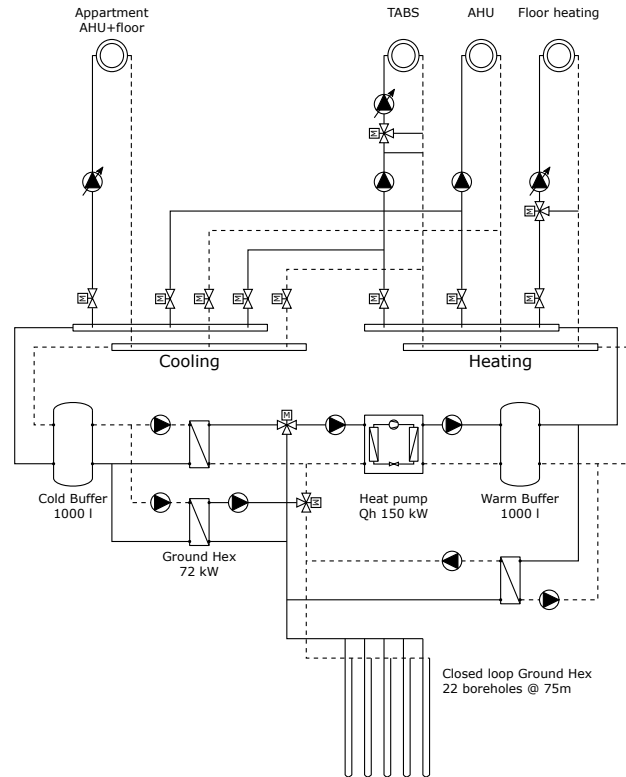 Appartment
AHU+floor
TABS
AHU
Floor heating
M
M
M
M
M
M
M
M
M
M
Cooling
Heating
M
Cold Buffer
1000 l
Heat pump
Qh 150 kW
Warm Buffer
1000 l
M
Ground Hex
72 kW
Closed loop Ground Hex
22 boreholes @ 75m